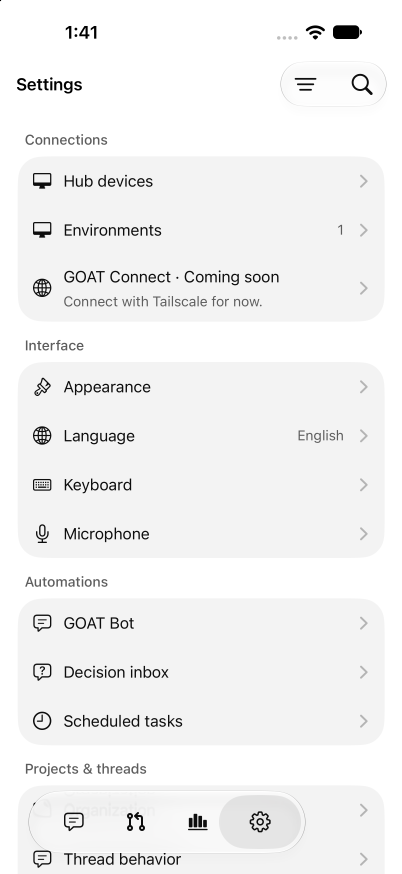 1:41
Settings
Connections
Hub devices
Environments 1
GOAT Connect · Coming soon
Connect with Tailscale for now.
Interface
Appearance
Language English
Keyboard
Microphone
Automations
GOAT Bot
Decision inbox
Scheduled tasks
Projects & threads
Organization
Thread behavior